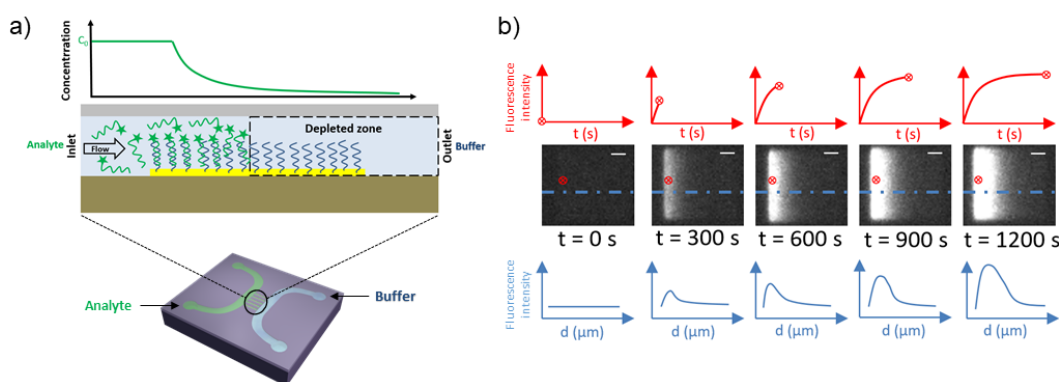 a)
Concentrration
C₀
Analyte
Inlet
Flow
Depleted zone
Outlet
Buffer
Analyte
Buffer
b)
Fluorescence
intensity
t (s)
t (s)
t (s)
t (s)
t (s)
t = 0 s
t = 300 s
t = 600 s
t = 900 s
t = 1200 s
Fluorescence
intensity
d (µm)
d (µm)
d (µm)
d (µm)
d (µm)